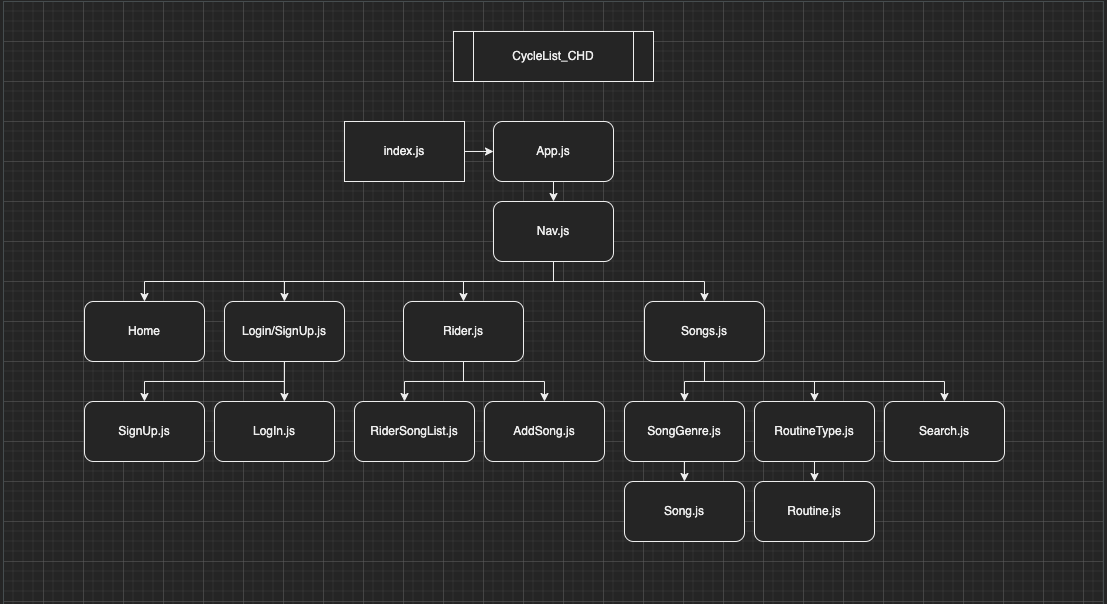 CycleList_CHD
index.js
App.js
Nav.js
Home
Login/SignUp.js
Rider.js
Songs.js
SignUp.js
LogIn.js
RiderSongList.js
AddSong.js
SongGenre.js
RoutineType.js
Search.js
Song.js
Routine.js